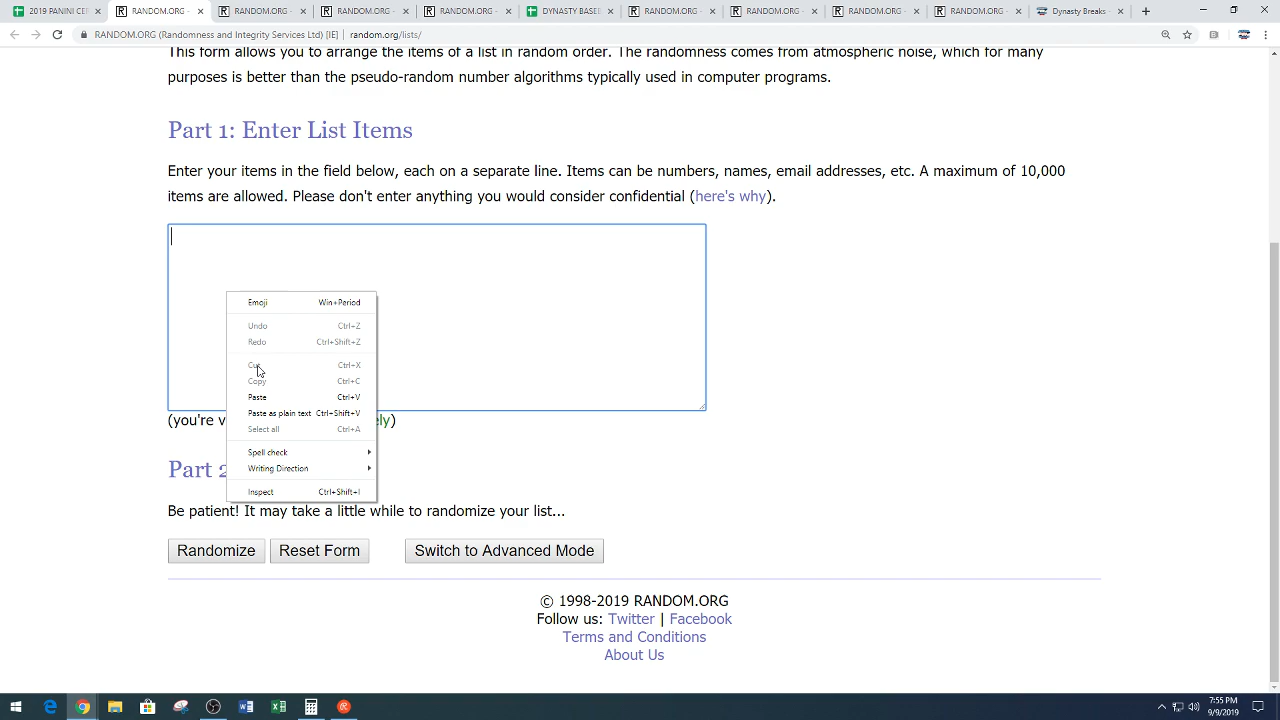 2019 PANINI CER
RANDOM.ORG -
RANDOM.ORG -
RANDOM.ORG -
RANDOM.ORG -
DYNASTY BASE
RANDOM.ORG -
RANDOM.ORG -
RANDOM.ORG -
RANDOM.ORG -
Dynasty Breaks -
RANDOM.ORG (Randomness and Integrity Services Ltd) [IE] | random.org/lists/
This form allows you to arrange the items of a list in random order. The randomness comes from atmospheric noise, which for many
purposes is better than the pseudo-random number algorithms typically used in computer programs.
Part 1: Enter List Items
Enter your items in the field below, each on a separate line. Items can be numbers, names, email addresses, etc. A maximum of 10,000
items are allowed. Please don't enter anything you would consider confidential (here's why).
Emoji Win+Period
Undo Ctrl+Z
Redo Ctrl+Shift+Z
Cut Ctrl+X
Copy Ctrl+C
Paste Ctrl+V
Paste as plain text Ctrl+Shift+V
Select all Ctrl+A
Spell check
Writing Direction
Inspect Ctrl+Shift+I
(you're v ely)
Part 2
Be patient! It may take a little while to randomize your list...
Randomize Reset Form Switch to Advanced Mode
© 1998-2019 RANDOM.ORG
Follow us: Twitter | Facebook
Terms and Conditions
About Us
7:55 PM
9/9/2019